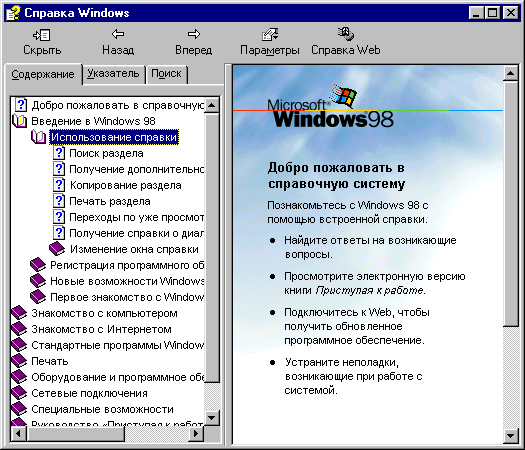 Справка Windows
Скрыть Назад Вперед Параметры Справка Web
Содержание Указатель Поиск
Добро пожаловать в справочную
Введение в Windows 98
Использование справки
Поиск раздела
Получение дополнительно
Копирование раздела
Печать раздела
Переходы по уже просмот
Получение справки о диал
Изменение окна справки
Регистрация программного об
Новые возможности Windows
Первое знакомство с Window
Знакомство с компьютером
Знакомство с Интернетом
Стандартные программы Window
Печать
Оборудование и программное обе
Сетевые подключения
Специальные возможности
Руководство «Приступая к работ
Microsoft®
Windows98
Добро пожаловать в
справочную систему
Познакомьтесь с Windows 98 с
помощью встроенной справки.
• Найдите ответы на возникающие
вопросы.
• Просмотрите электронную версию
книги Приступая к работе.
• Подключитесь к Web, чтобы
получить обновленное
программное обеспечение.
• Устраните неполадки,
возникающие при работе с
системой.